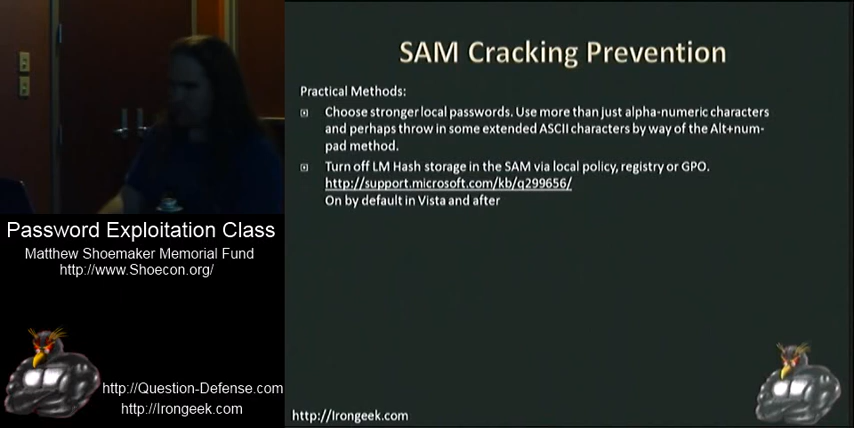 SAM Cracking Prevention
Practical Methods:
Choose stronger local passwords. Use more than just alpha-numeric characters
and perhaps throw in some extended ASCII characters by way of the Alt+num-
pad method.
Turn off LM Hash storage in the SAM via local policy, registry or GPO.
http://support.microsoft.com/kb/q299656/
On by default in Vista and after
Password Exploitation Class
Matthew Shoemaker Memorial Fund
http://www.Shoecon.org/
http://Question-Defense.com
http://Irongeek.com
http://Irongeek.com